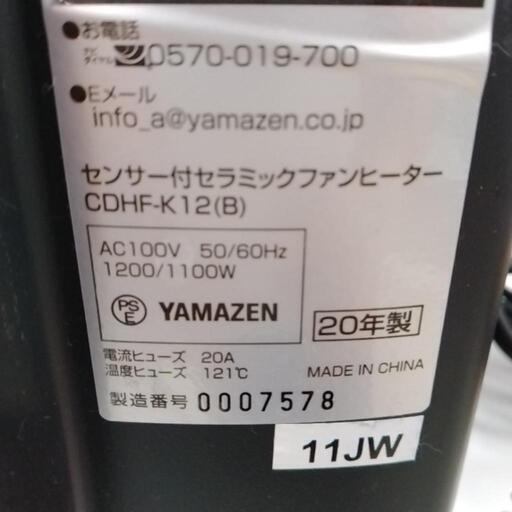 ●お電話
ナビダイヤル 0570-019-700
●Eメール
info_a@yamazen.co.jp
センサー付セラミックファンヒーター
CDHF-K12(B)
AC100V 50/60Hz
1200/1100W
PSE YAMAZEN
20年製
電流ヒューズ 20A
温度ヒューズ 121℃
MADE IN CHINA
製造番号 0007578
11JW